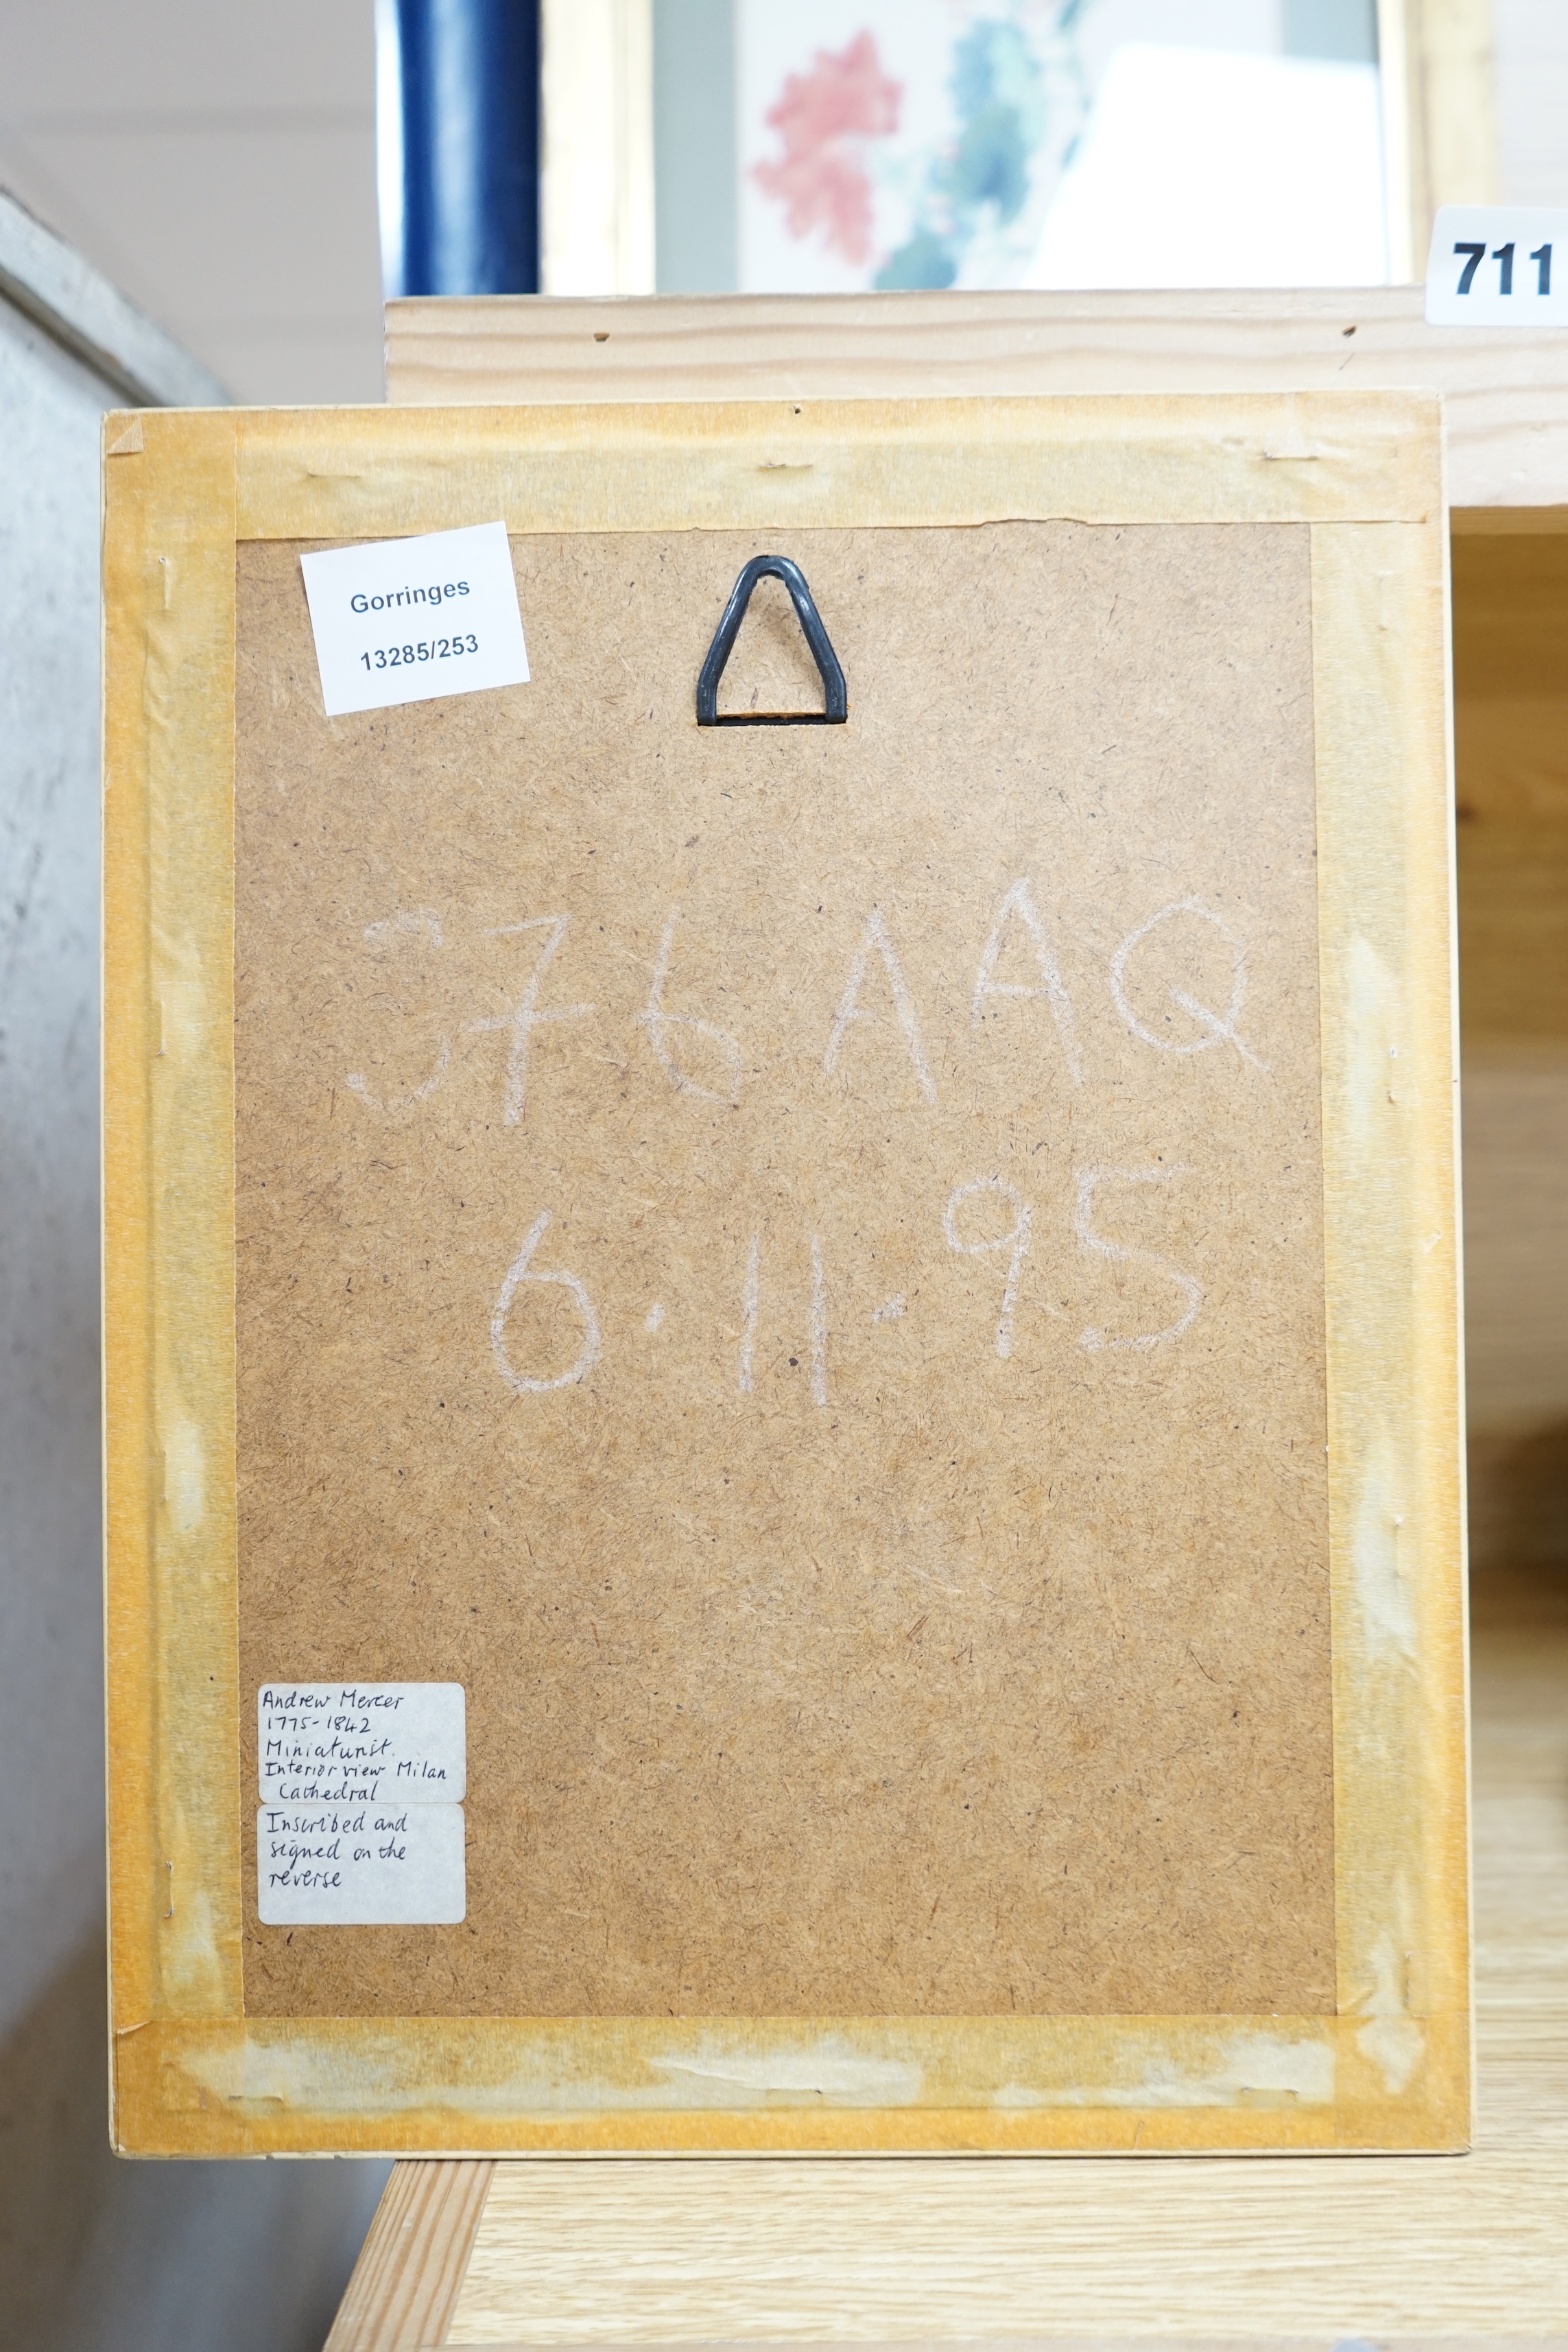 711
Gorringes
13285/253
376 AAQ
6.11.95
Andrew Mercer
1775-1842
Miniaturist.
Interior view Milan
Cathedral
Inscribed and
signed on the
reverse